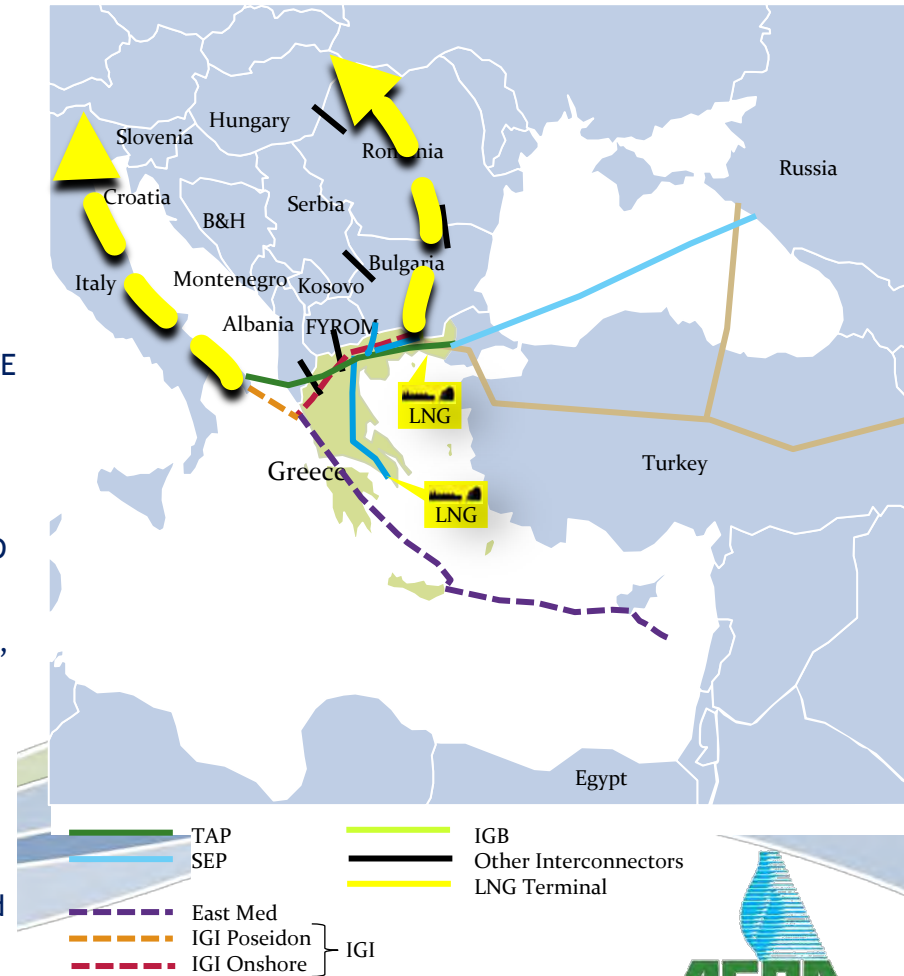 Slovenia
Hungary
Romania
Russia
Croatia
B&H
Serbia
Italy
Montenegro
Kosovo
Bulgaria
Albania
FYROM
E
LNG
Greece
Turkey
LNG
o
,
Egypt
TAP
IGB
SEP
Other Interconnectors
LNG Terminal
d
East Med
IGI Poseidon
IGI
IGI Onshore